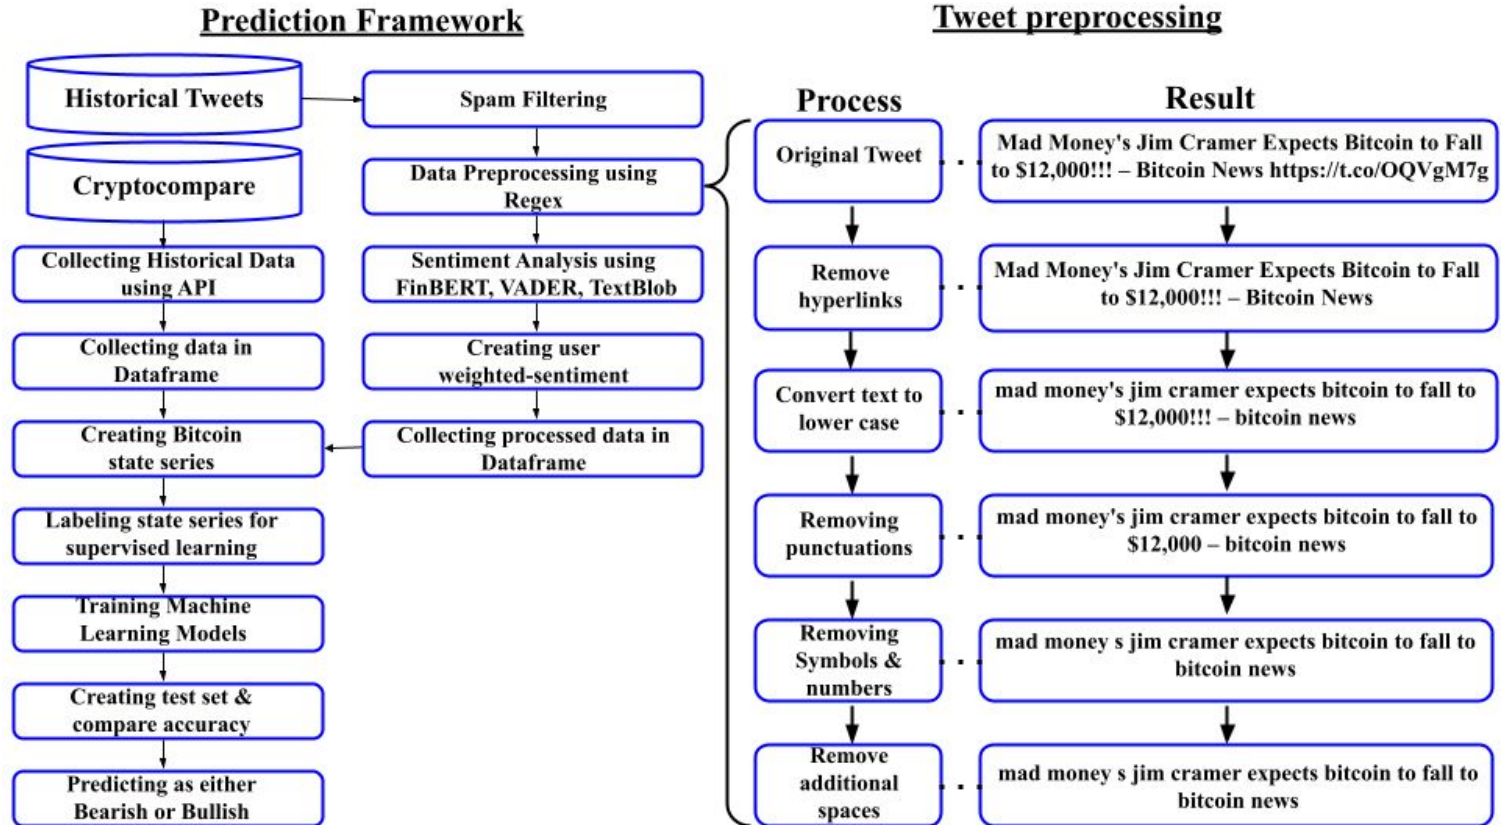 Prediction Framework
Historical Tweets
Cryptocompare
Collecting Historical Data
using API
Collecting data in
Dataframe
Creating Bitcoin
state series
Labeling state series for
supervised learning
Training Machine
Learning Models
Creating test set &
compare accuracy
Predicting as either
Bearish or Bullish
Spam Filtering
Data Preprocessing using
Regex
Sentiment Analysis using
FinBERT, VADER, TextBlob
Creating user
weighted-sentiment
Collecting processed data in
Dataframe
Tweet preprocessing
Process
Result
Original Tweet
Mad Money's Jim Cramer Expects Bitcoin to Fall
to $12,000!!! – Bitcoin News https://t.co/OQVgM7g
Remove
hyperlinks
Mad Money's Jim Cramer Expects Bitcoin to Fall
to $12,000!!! – Bitcoin News
Convert text to
lower case
mad money's jim cramer expects bitcoin to fall to
$12,000!!! – bitcoin news
Removing
punctuations
mad money's jim cramer expects bitcoin to fall to
$12,000 – bitcoin news
Removing
Symbols &
numbers
mad money s jim cramer expects bitcoin to fall to
bitcoin news
Remove
additional
spaces
mad money s jim cramer expects bitcoin to fall to
bitcoin news